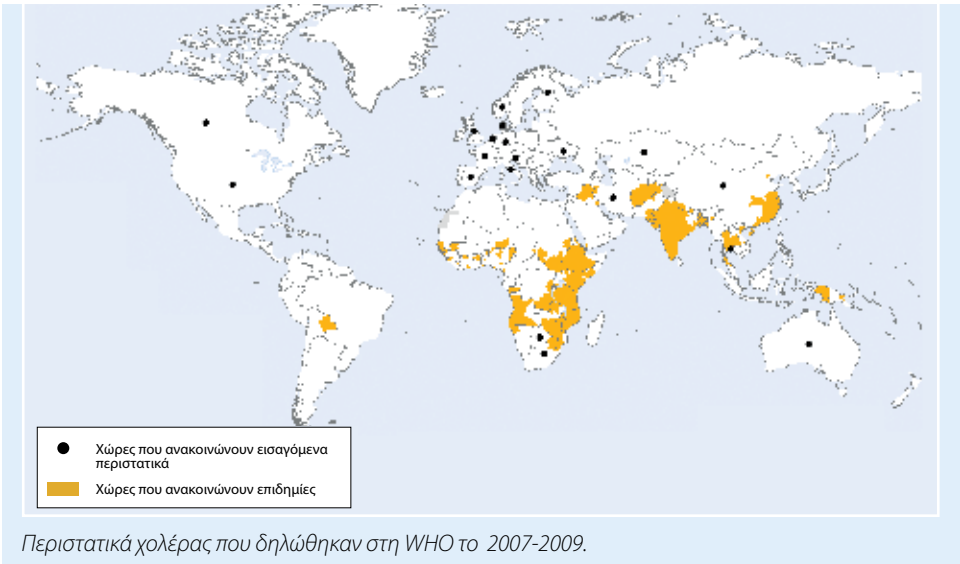 Χώρες που ανακοινώνουν εισαγόμενα
περιστατικά
Χώρες που ανακοινώνουν επιδημίες
Περιστατικά χολέρας που δηλώθηκαν στη WHO το 2007-2009.